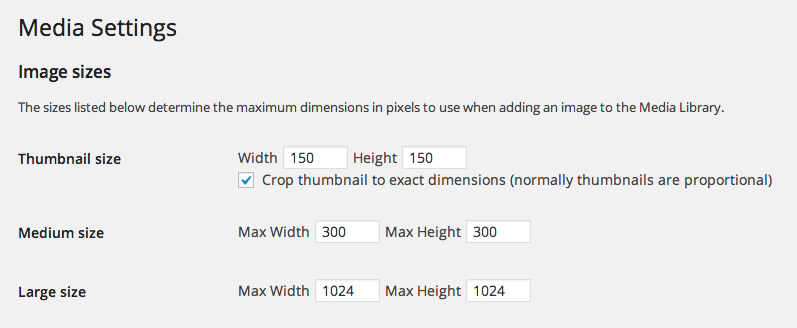 Media Settings
Image sizes
The sizes listed below determine the maximum dimensions in pixels to use when adding an image to the Media Library.
Thumbnail size Width 150 Height 150
Crop thumbnail to exact dimensions (normally thumbnails are proportional)
Medium size Max Width 300 Max Height 300
Large size Max Width 1024 Max Height 1024